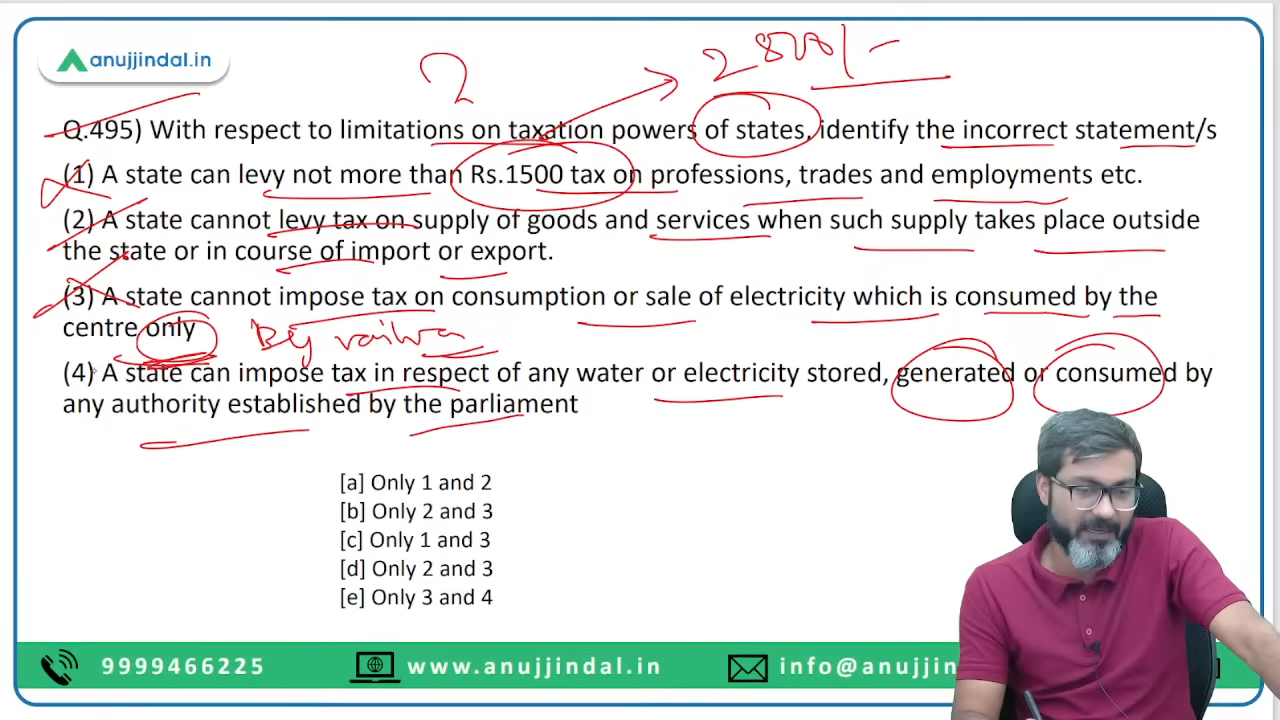 anujjindal.in
2
2500/-
Q.495) With respect to limitations on taxation powers of states, identify the incorrect statement/s
(1) A state can levy not more than Rs.1500 tax on professions, trades and employments etc.
(2) A state cannot levy tax on supply of goods and services when such supply takes place outside
the state or in course of import or export.
(3) A state cannot impose tax on consumption or sale of electricity which is consumed by the
centre only
By railwa
(4) A state can impose tax in respect of any water or electricity stored, generated or consumed by
any authority established by the parliament
[a] Only 1 and 2
[b] Only 2 and 3
[c] Only 1 and 3
[d] Only 2 and 3
[e] Only 3 and 4
9999466225
www.anujjindal.in
info@anujjin